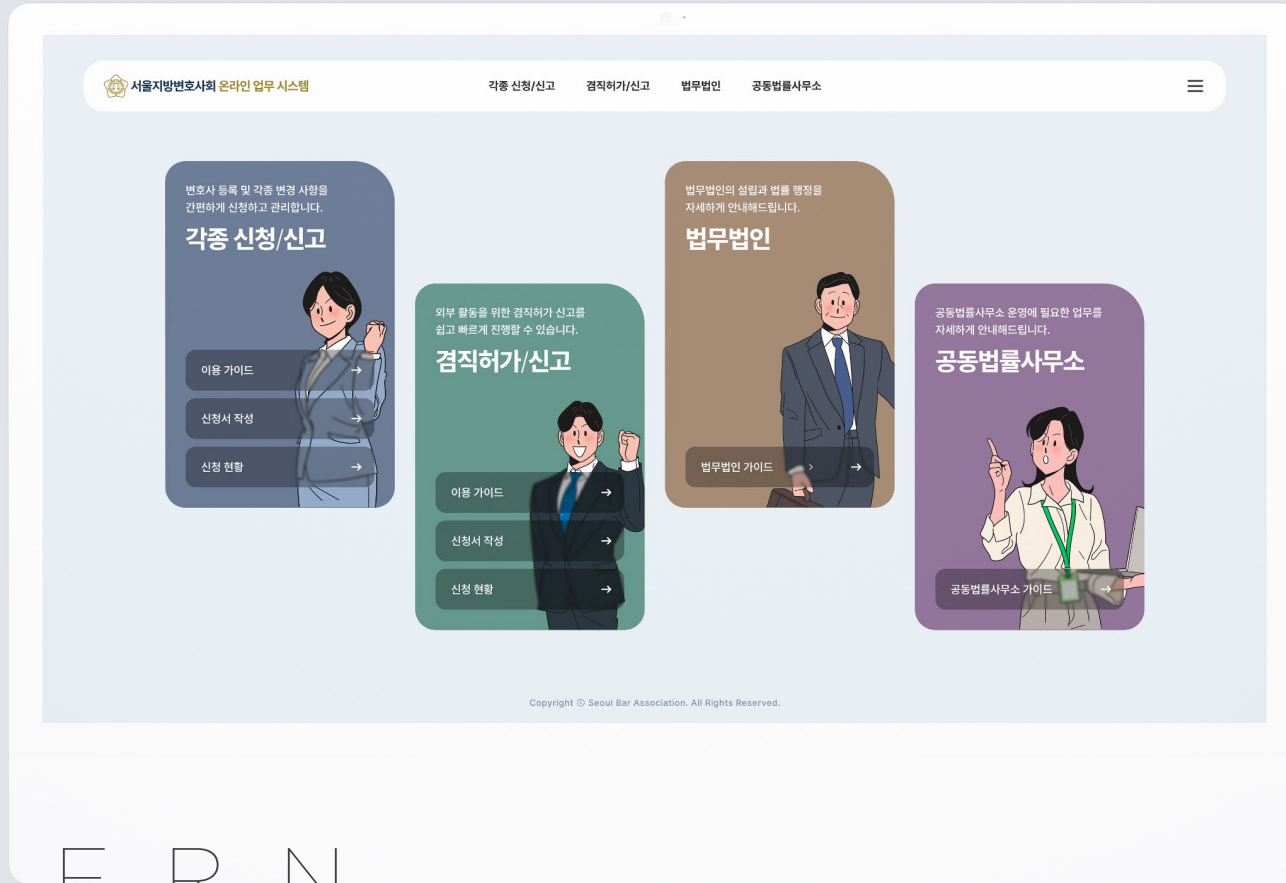 서울지방변호사회 온라인 업무 시스템
각종 신청/신고
겸직허가/신고
법무법인
공동법률사무소
변호사 등록 및 각종 변경 사항을
간편하게 신청하고 관리합니다.
각종 신청/신고
이용 가이드
신청서 작성
신청 현황
외부 활동을 위한 겸직허가 신고를
쉽고 빠르게 진행할 수 있습니다.
겸직허가/신고
이용 가이드
신청서 작성
신청 현황
법무법인의 설립과 법률 행정을
자세하게 안내해드립니다.
법무법인
법무법인 가이드
공동법률사무소 운영에 필요한 업무를
자세하게 안내해드립니다.
공동법률사무소
공동법률사무소 가이드
Copyright ⓒ Seoul Bar Association. All Rights Reserved.
E R N